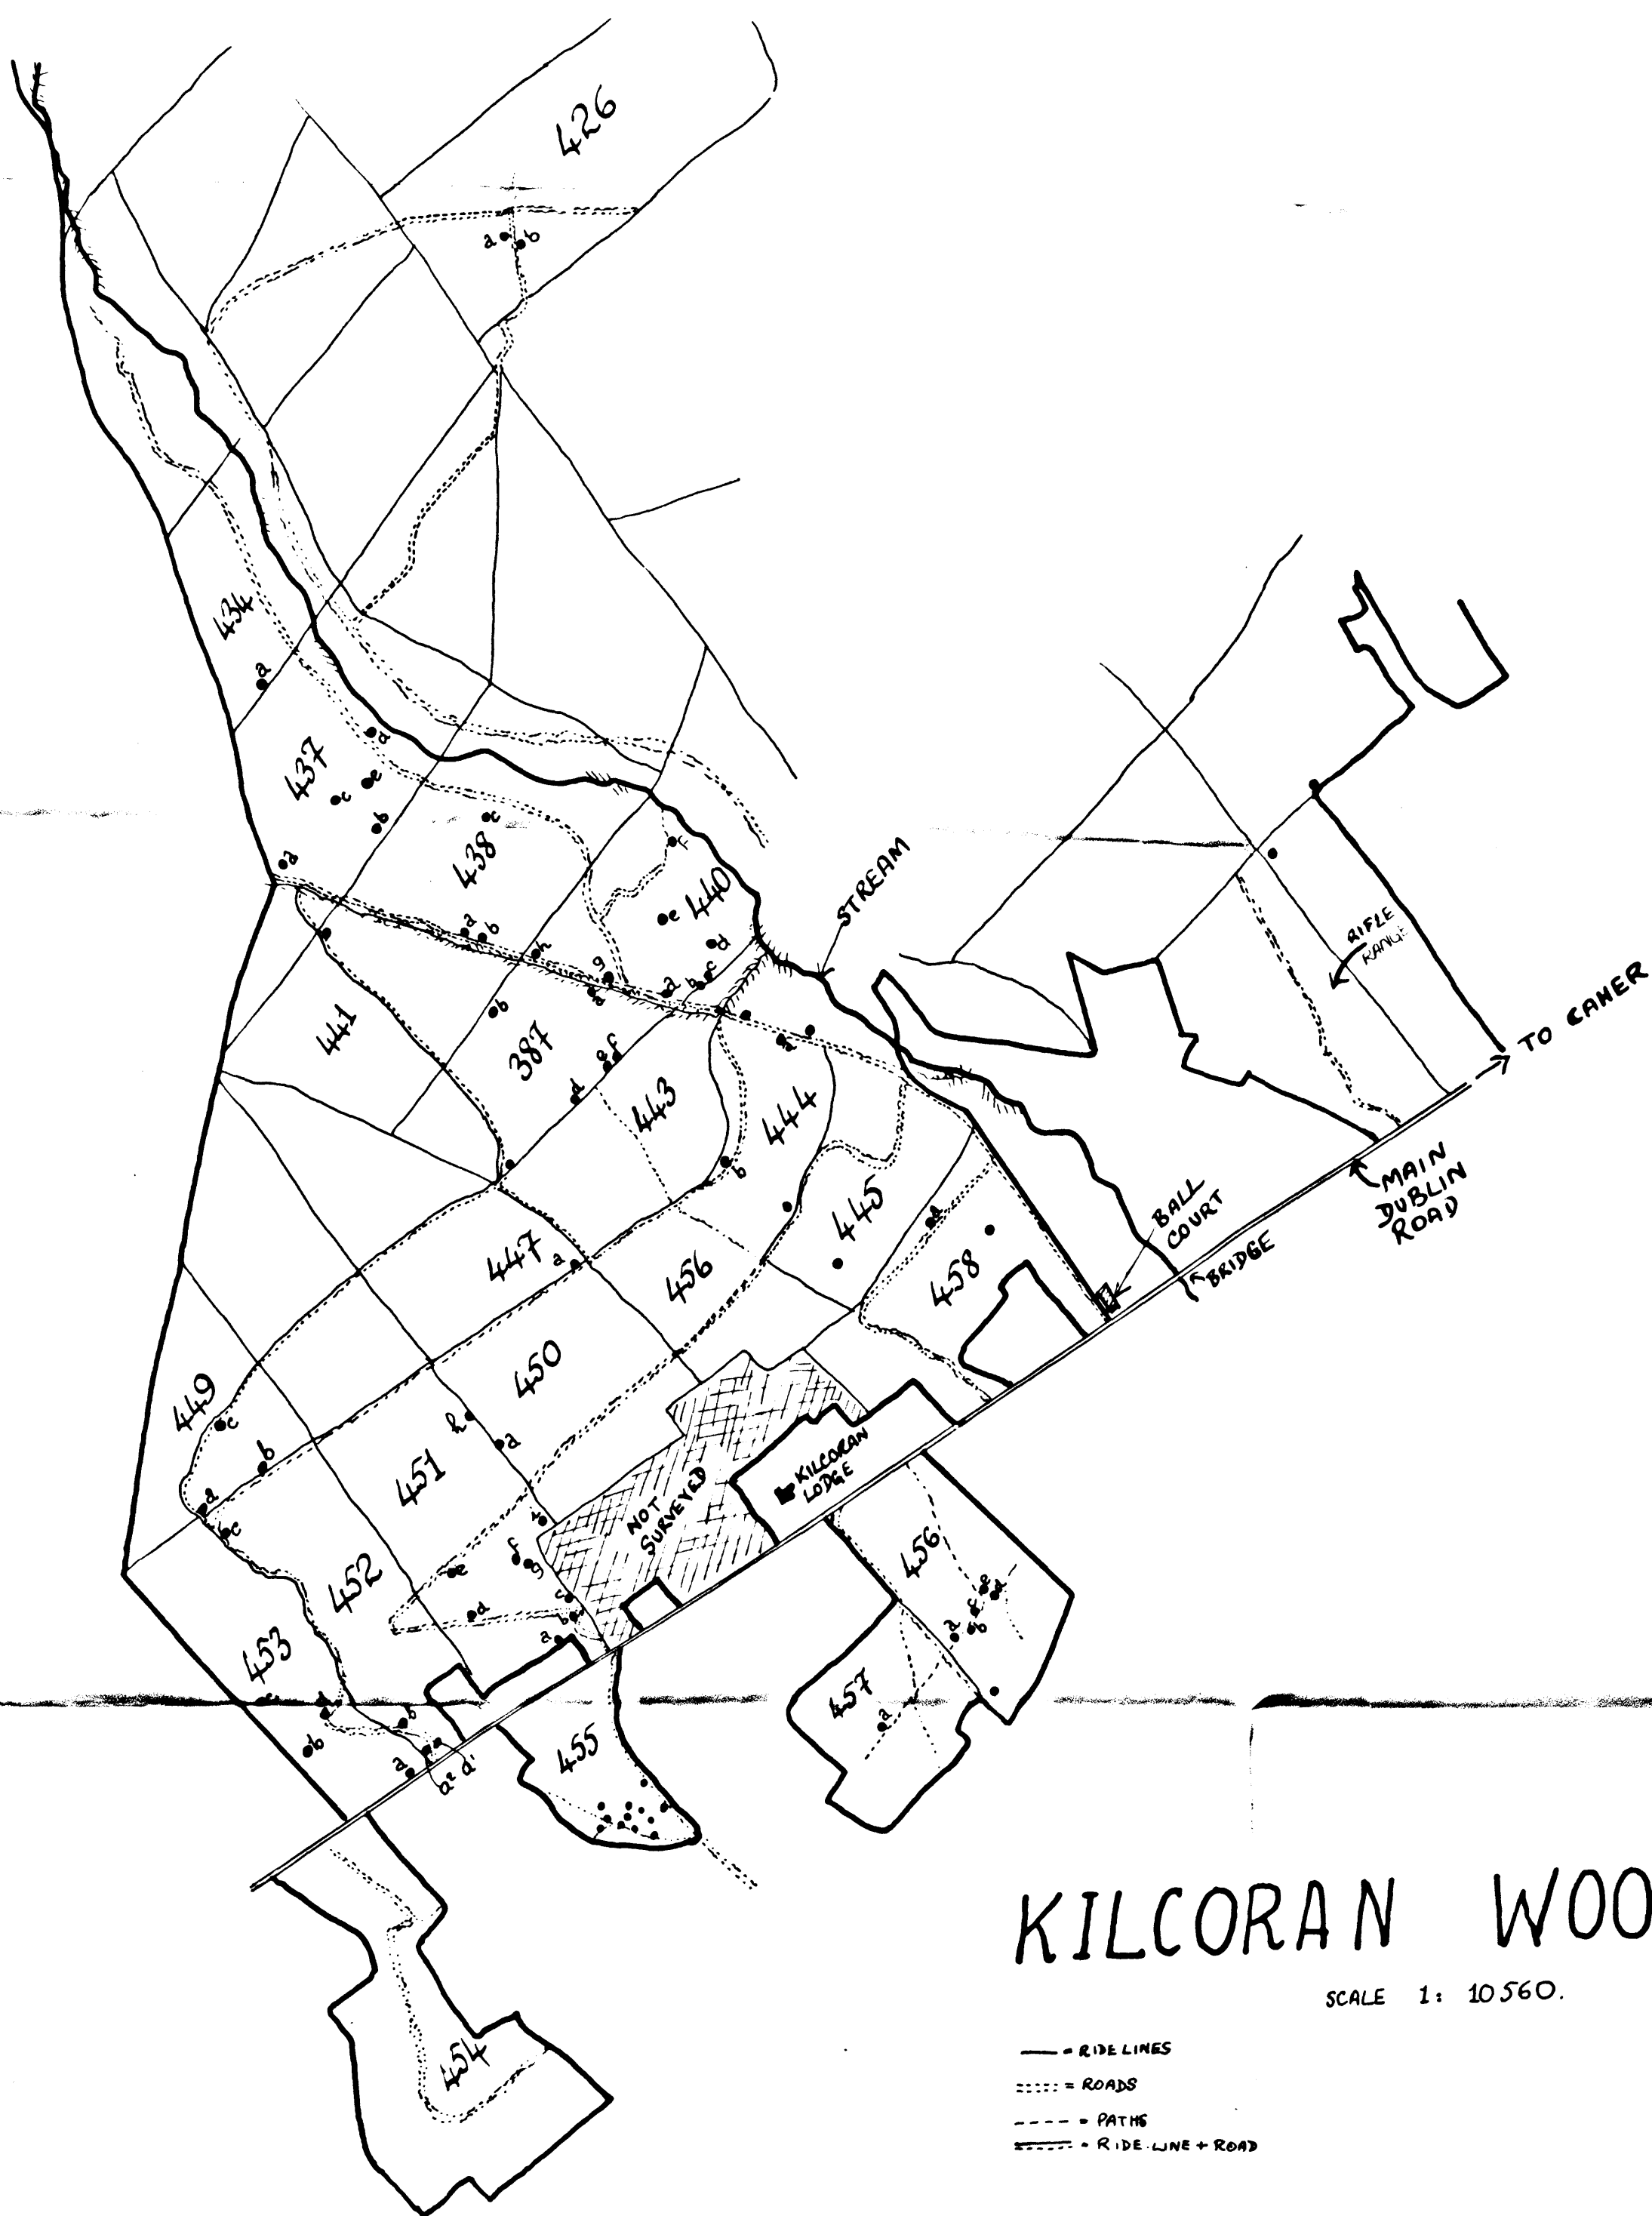 426
a b
434
a
437
d
c e
b
a
438
c
a b
h
g
a
440
f
e
d
a b c
STREAM
441
b
387
g f
d
443
b
444
a
445
447
a
456
458
a
449
c
b
a
c
450
h
a
451
i
f
g
e
d
c
b
a
452
453
c
d
b
b
a
a² a'
454
455
456
e
d
c
a
b
457
a
NOT
SURVEYED
KILCORAN
LODGE
RIFLE
RANGE
TO CAHER
MAIN
DUBLIN
ROAD
BALL
COURT
BRIDGE
KILCORAN WOO
SCALE 1: 10560.
= RIDE LINES
= ROADS
= PATHS
= RIDE-LINE + ROAD